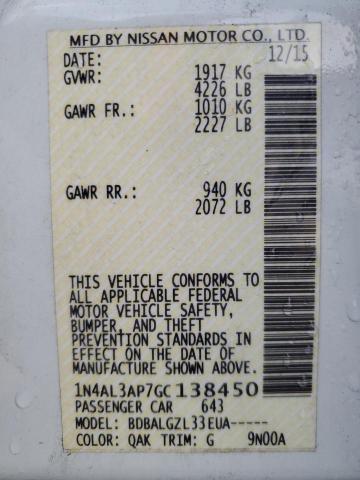 MFD BY NISSAN MOTOR CO., LTD.
DATE: 12/15
GVWR: 1917 KG
4226 LB
GAWR FR.: 1010 KG
2227 LB
GAWR RR.: 940 KG
2072 LB
THIS VEHICLE CONFORMS TO
ALL APPLICABLE FEDERAL
MOTOR VEHICLE SAFETY,
BUMPER, AND THEFT
PREVENTION STANDARDS IN
EFFECT ON THE DATE OF
MANUFACTURE SHOWN ABOVE.
1N4AL3AP7GC138450
PASSENGER CAR 643
MODEL: BDBALGZL33EUA-----
COLOR: QAK TRIM: G 9N00A